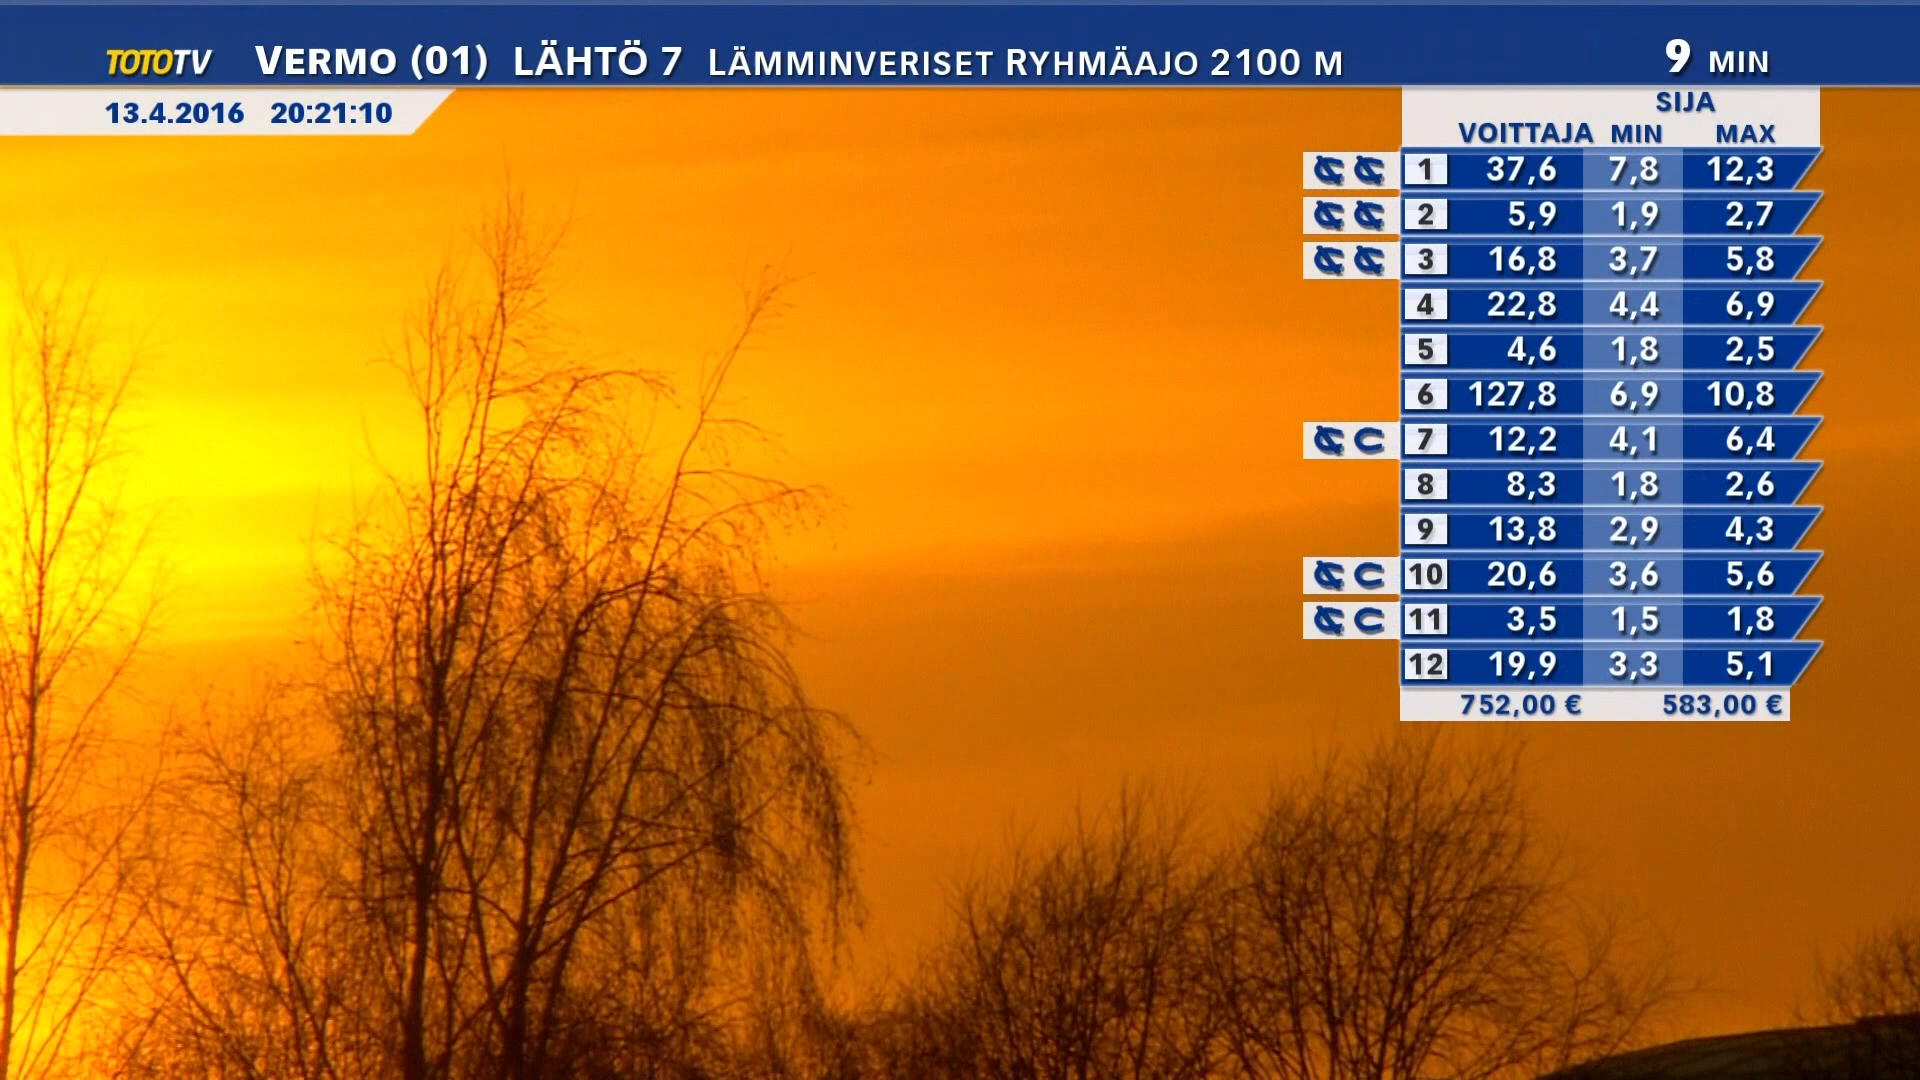 TOTOTV VERMO (01) LÄHTÖ 7 LÄMMINVERISET RYHMÄAJO 2100 M 9 MIN
13.4.2016 20:21:10
SIJA
VOITTAJA MIN MAX
1 37,6 7,8 12,3
2 5,9 1,9 2,7
3 16,8 3,7 5,8
4 22,8 4,4 6,9
5 4,6 1,8 2,5
6 127,8 6,9 10,8
7 12,2 4,1 6,4
8 8,3 1,8 2,6
9 13,8 2,9 4,3
10 20,6 3,6 5,6
11 3,5 1,5 1,8
12 19,9 3,3 5,1
752,00 € 583,00 €